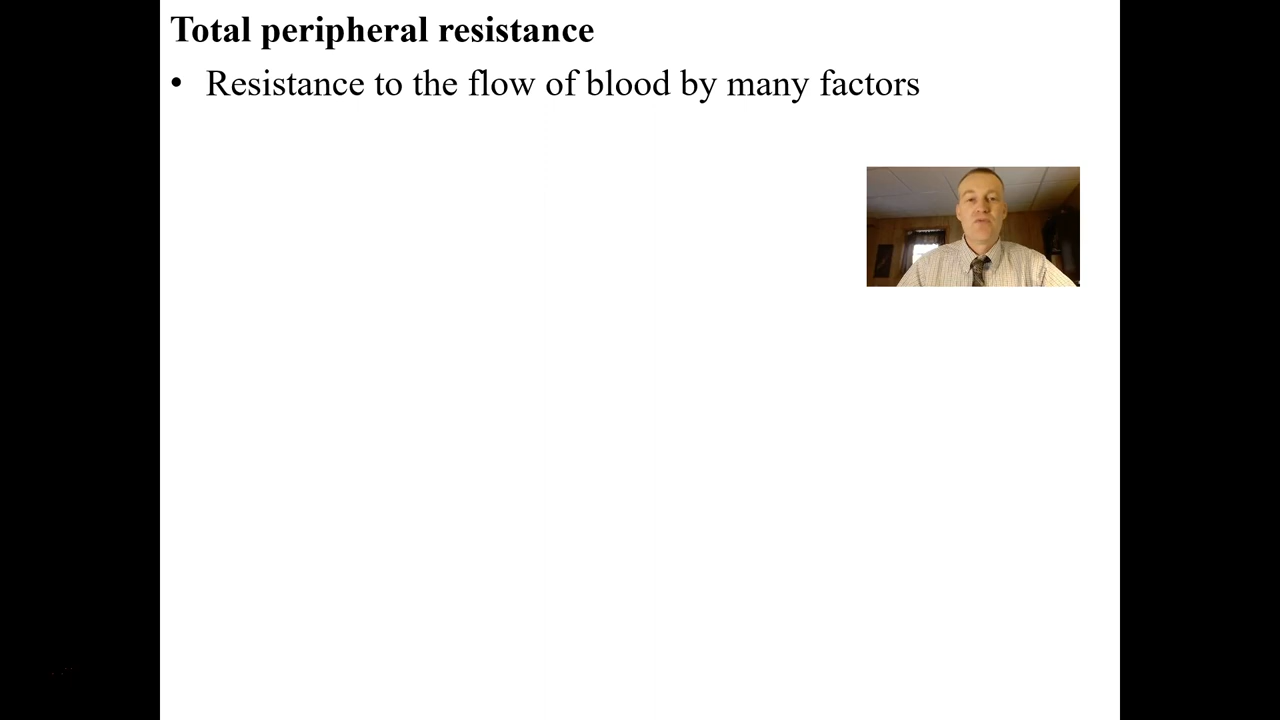 Total peripheral resistance
• Resistance to the flow of blood by many factors